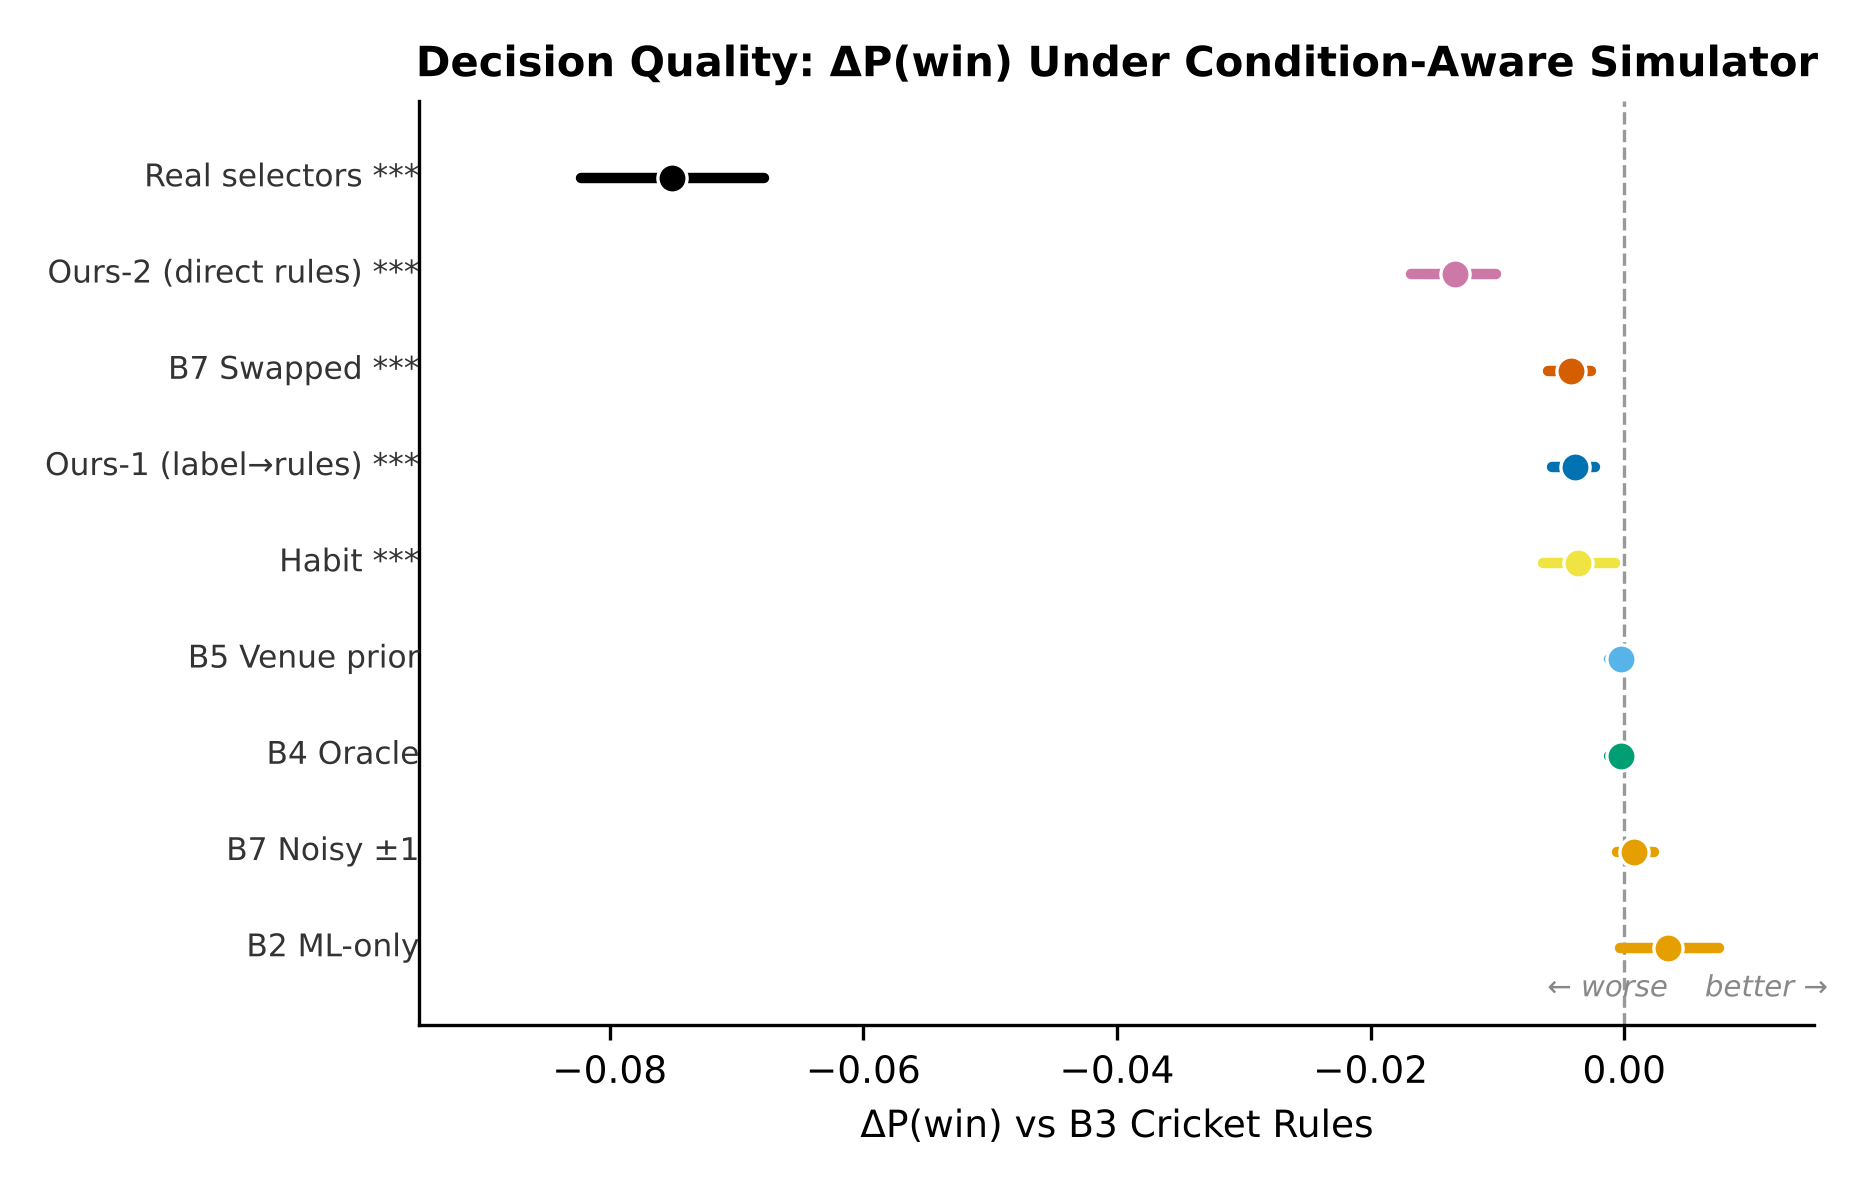 Decision Quality: ΔP(win) Under Condition-Aware Simulator
Real selectors ***
Ours-2 (direct rules) ***
B7 Swapped ***
Ours-1 (label→rules) ***
Habit ***
B5 Venue prior
B4 Oracle
B7 Noisy ±1
B2 ML-only
← worse better →
−0.08 −0.06 −0.04 −0.02 0.00
ΔP(win) vs B3 Cricket Rules